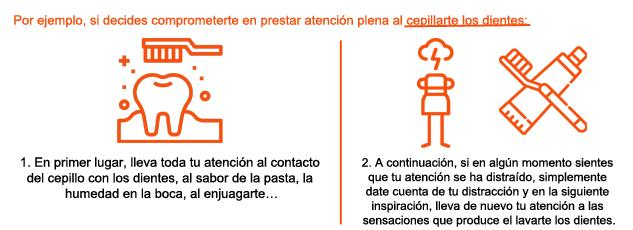 Por ejemplo, si decides comprometerte en prestar atención plena al cepillarte los dientes:
1. En primer lugar, lleva toda tu atención al contacto
del cepillo con los dientes, al sabor de la pasta, la
humedad en la boca, al enjuagarte…
2. A continuación, si en algún momento sientes
que tu atención se ha distraído, simplemente
date cuenta de tu distracción y en la siguiente
inspiración, lleva de nuevo tu atención a las
sensaciones que produce el lavarte los dientes.